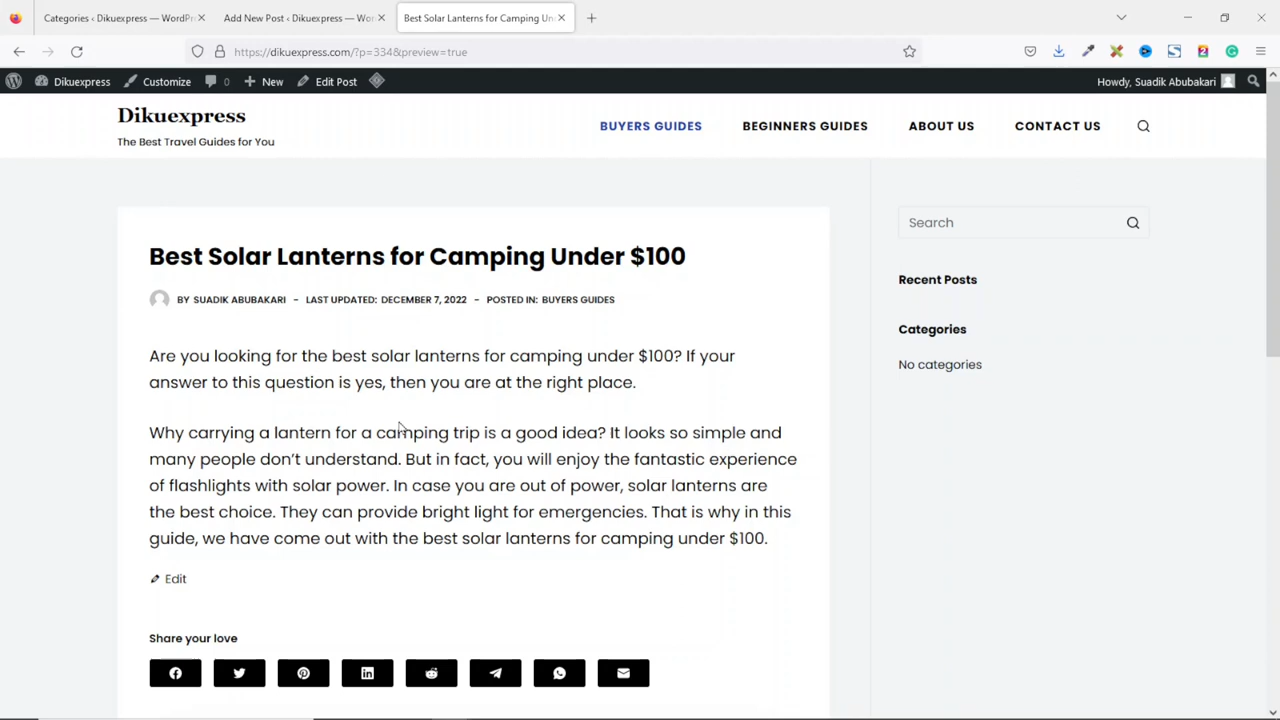 Categories ‹ Dikuexpress — WordPr
Add New Post ‹ Dikuexpress — Wor
Best Solar Lanterns for Camping Un
https://dikuexpress.com/?p=334&preview=true
Dikuexpress
Customize
0
New
Edit Post
Howdy, Suadik Abubakari
Dikuexpress
The Best Travel Guides for You
BUYERS GUIDES
BEGINNERS GUIDES
ABOUT US
CONTACT US
Best Solar Lanterns for Camping Under $100
BY SUADIK ABUBAKARI – LAST UPDATED: DECEMBER 7, 2022 – POSTED IN: BUYERS GUIDES
Are you looking for the best solar lanterns for camping under $100? If your
answer to this question is yes, then you are at the right place.
Why carrying a lantern for a camping trip is a good idea? It looks so simple and
many people don’t understand. But in fact, you will enjoy the fantastic experience
of flashlights with solar power. In case you are out of power, solar lanterns are
the best choice. They can provide bright light for emergencies. That is why in this
guide, we have come out with the best solar lanterns for camping under $100.
Edit
Share your love
Search
Recent Posts
Categories
No categories